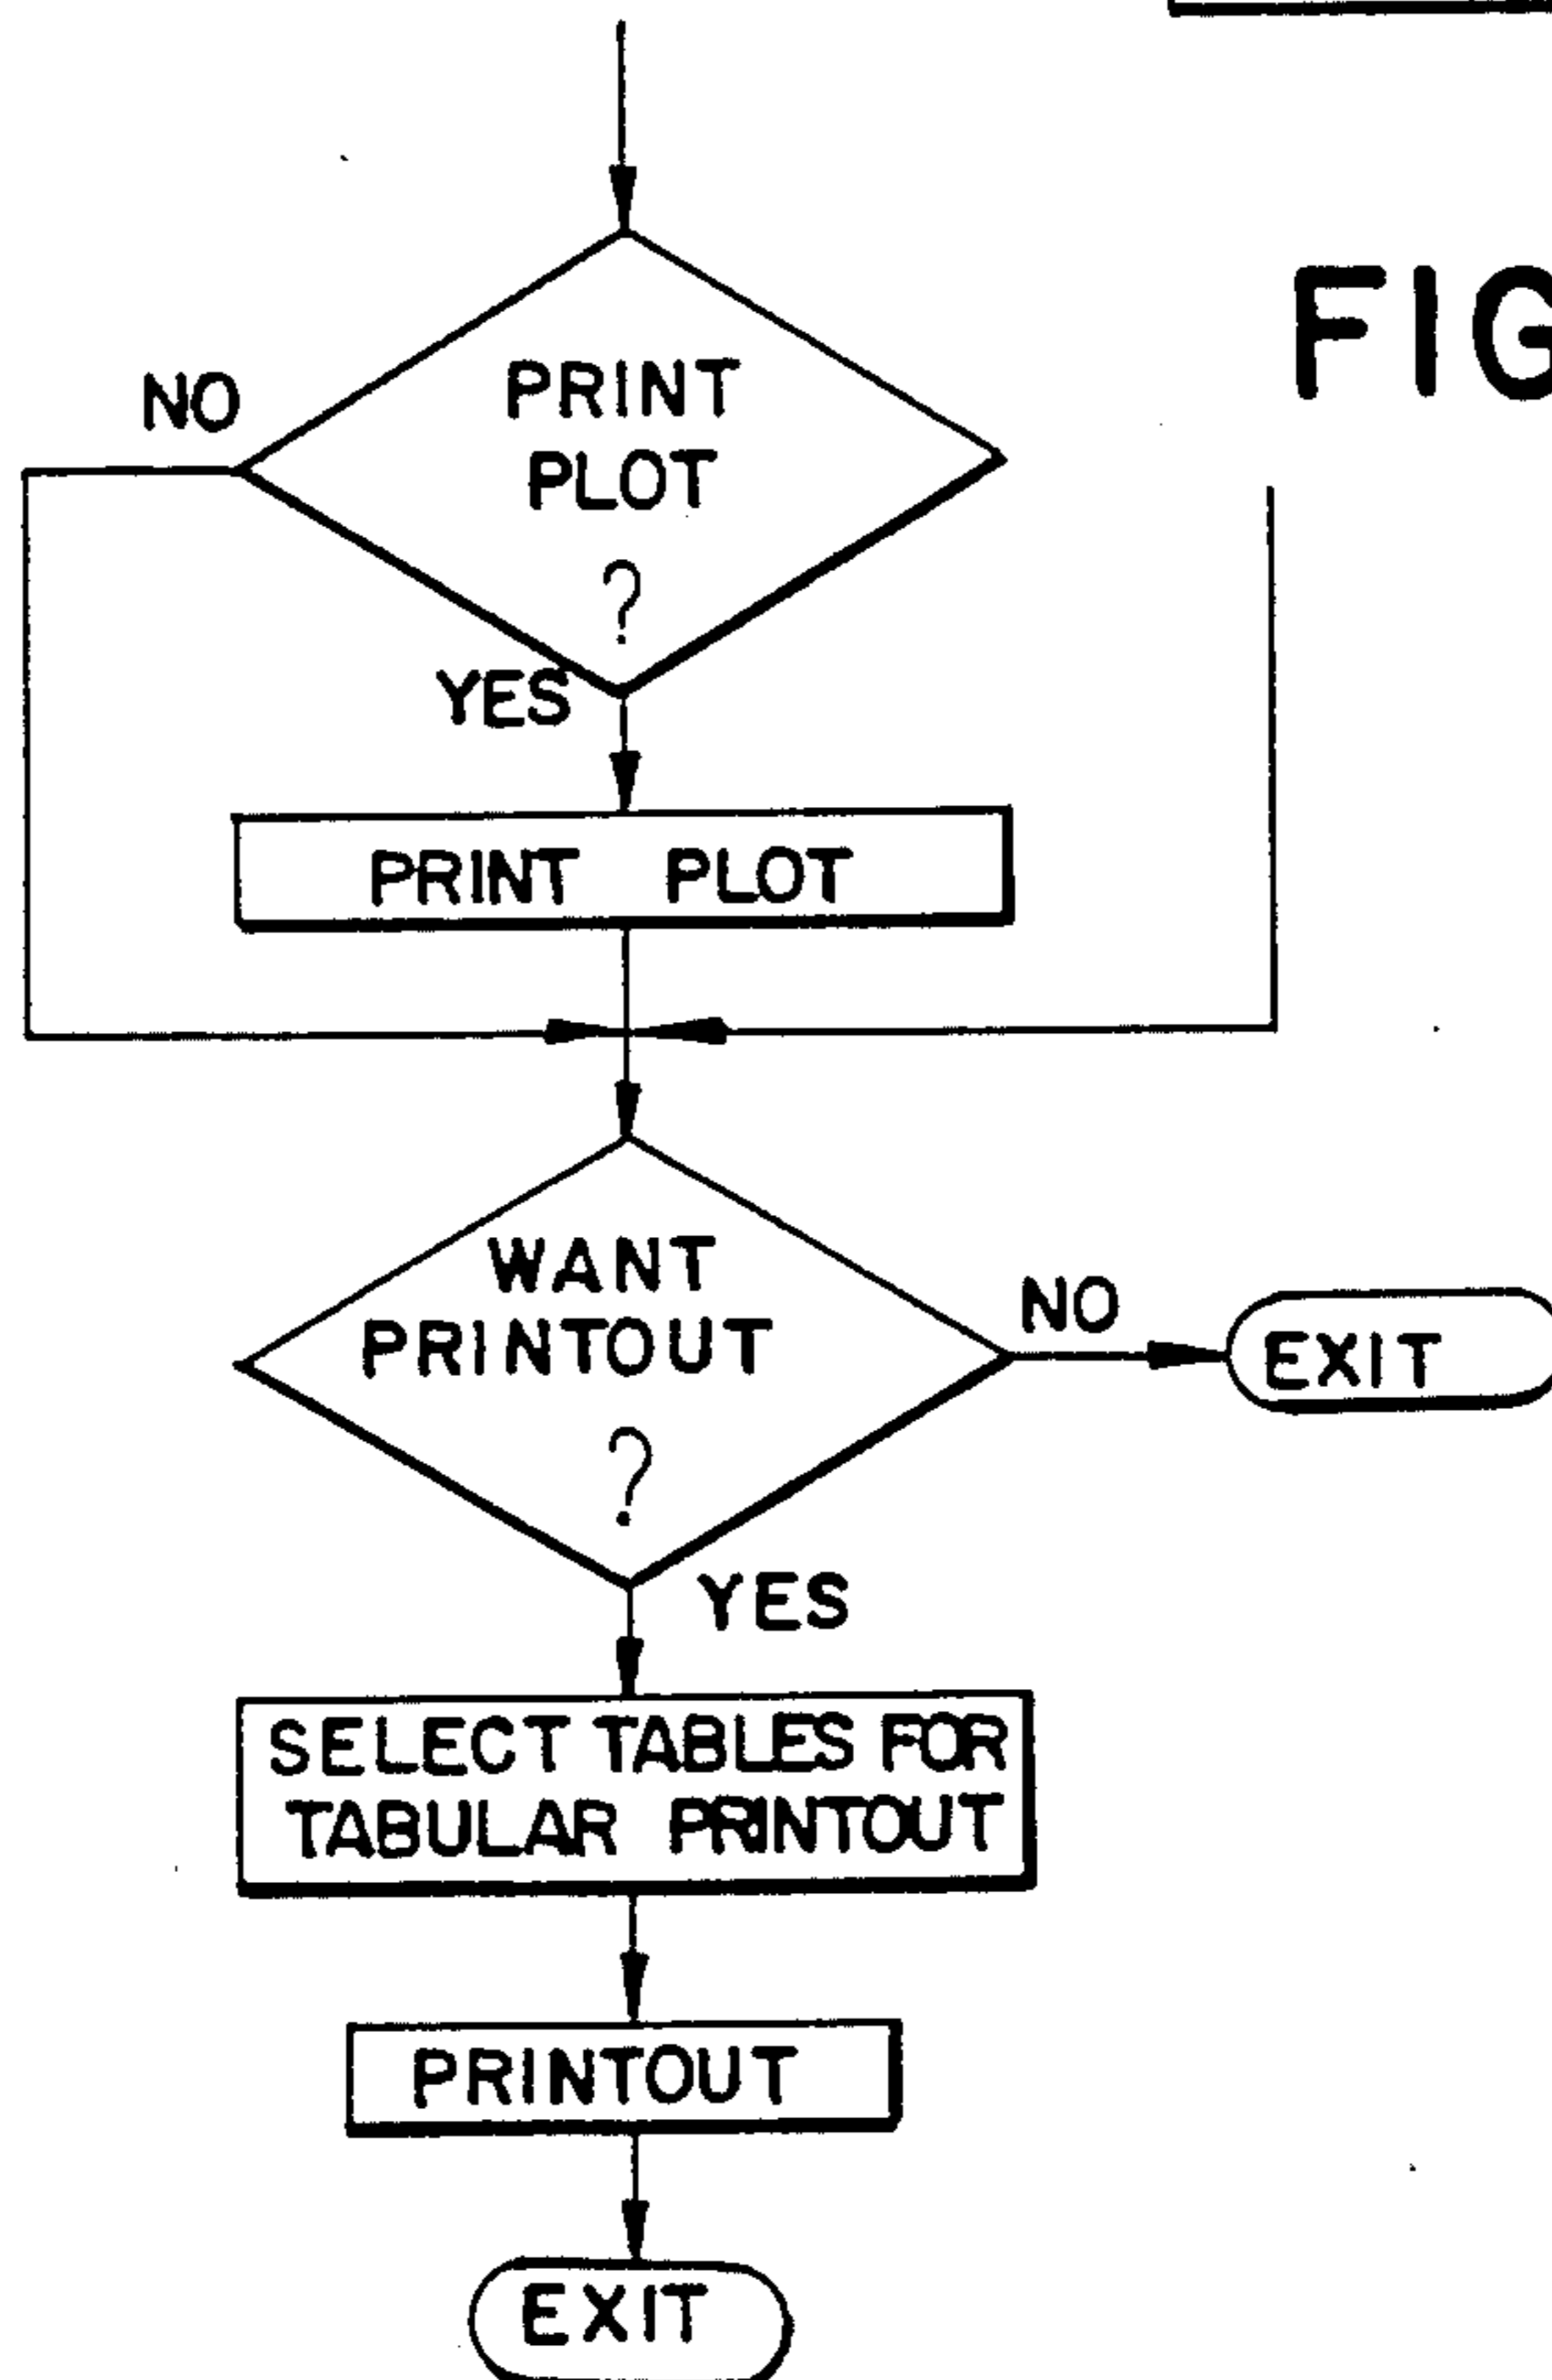 FIG
NO
PRINT
PLOT
?
YES
PRINT PLOT
WANT
PRINTOUT
?
NO
EXIT
YES
SELECT TABLES FOR
TABULAR PRINTOUT
PRINTOUT
EXIT